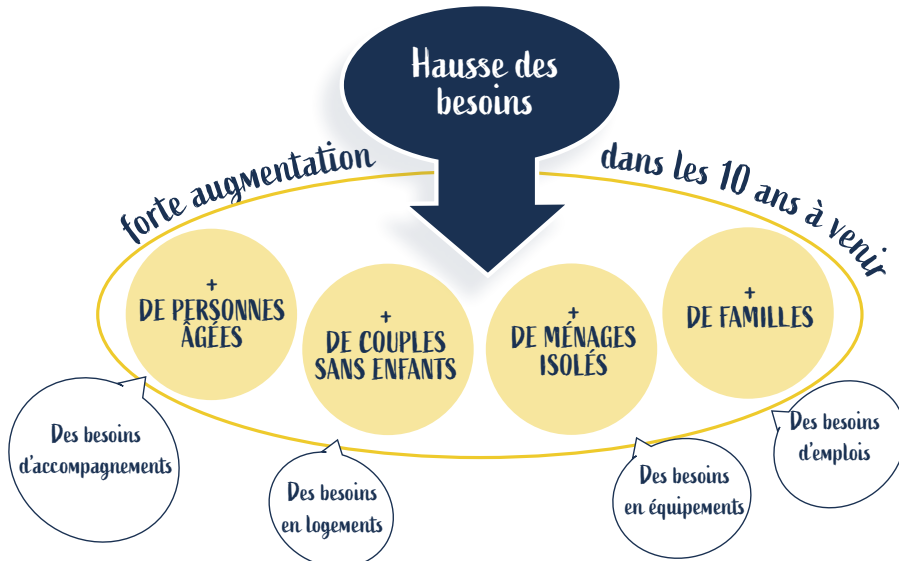 Hausse des
besoins
forte augmentation
dans les 10 ans à venir
+
DE PERSONNES
ÂGÉES
+
DE COUPLES
SANS ENFANTS
+
DE MÉNAGES
ISOLÉS
+
DE FAMILLES
Des besoins
d'accompagnements
Des besoins
en logements
Des besoins
en équipements
Des besoins
d'emplois